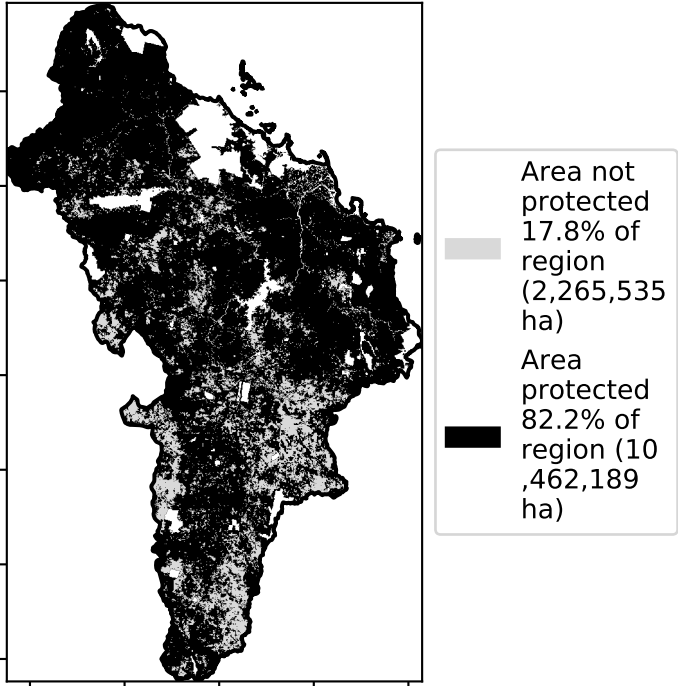 Area not
protected
17.8% of
region
(2,265,535
ha)
Area
protected
82.2% of
region (10
,462,189
ha)